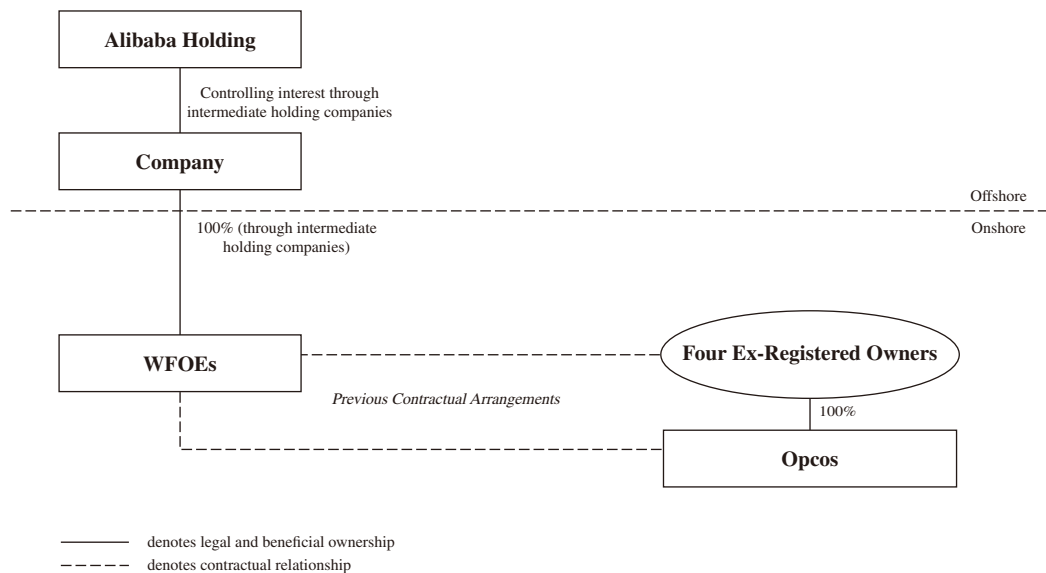 Alibaba Holding
Controlling interest through
intermediate holding companies
Company
Offshore
Onshore
100% (through intermediate
holding companies)
WFOEs
Four Ex-Registered Owners
Previous Contractual Arrangements
100%
Opcos
denotes legal and beneficial ownership
denotes contractual relationship